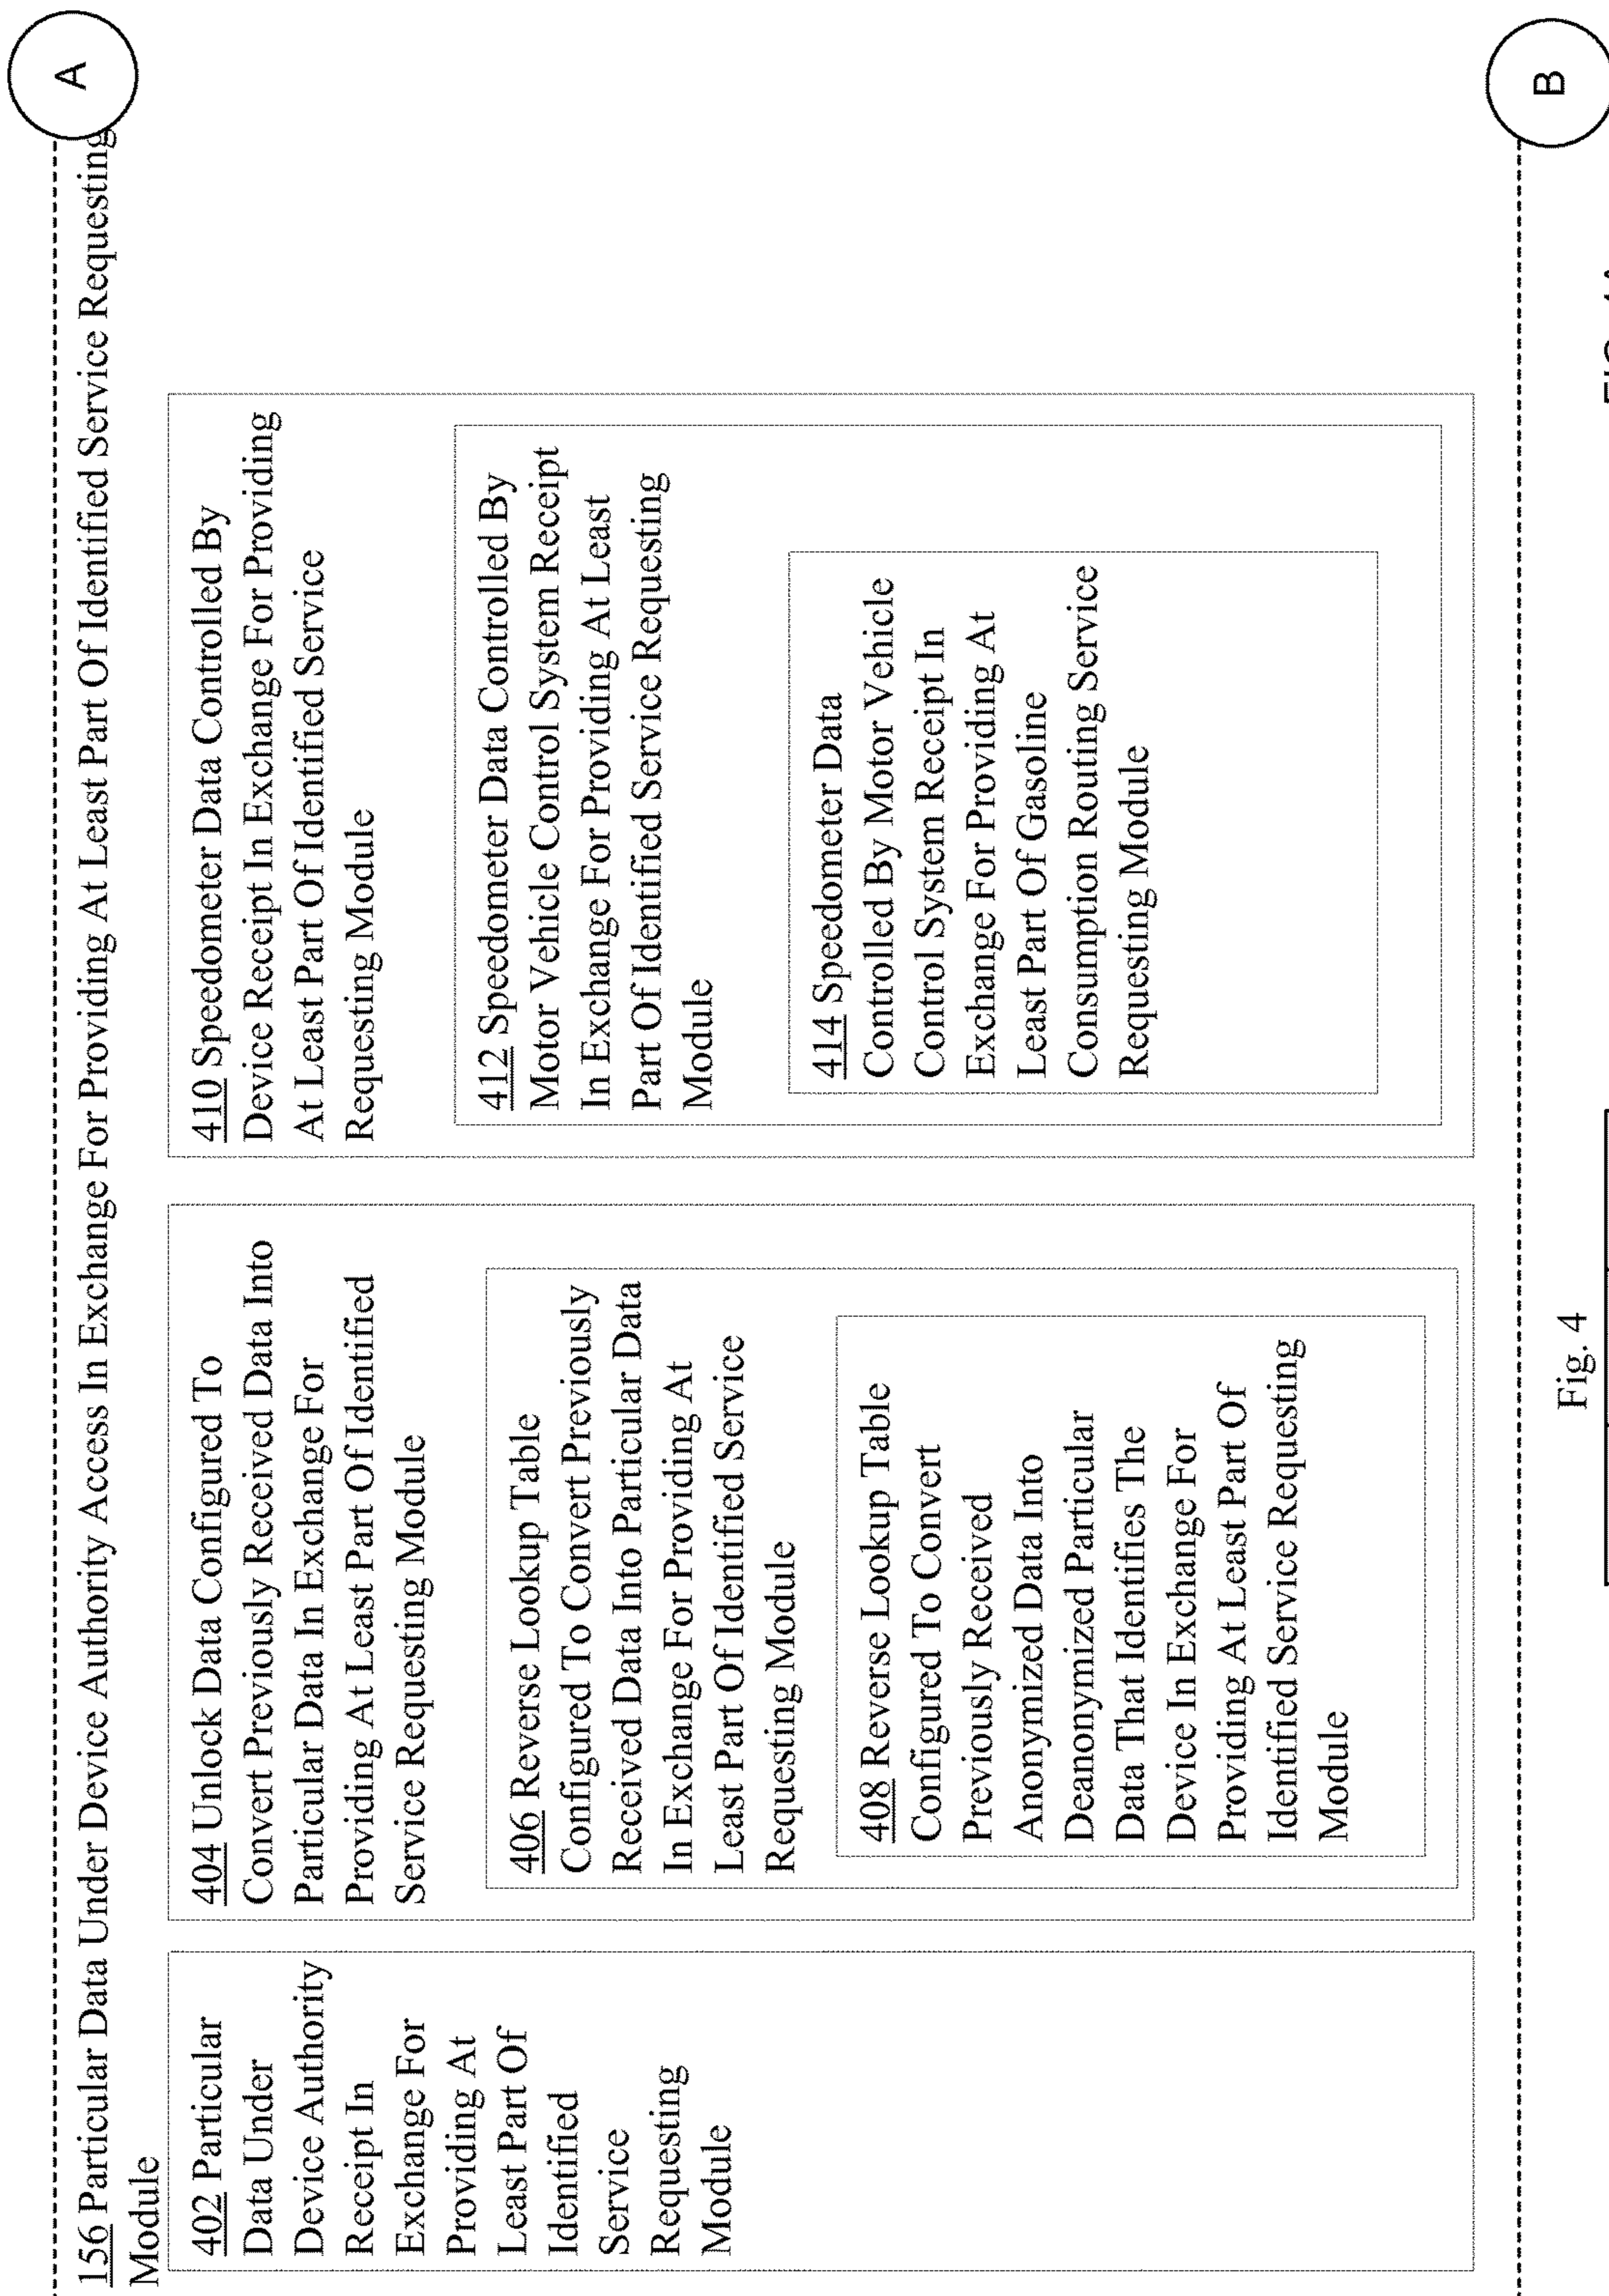 A
156 Particular Data Under Device Authority Access In Exchange For Providing At Least Part Of Identified Service Requesting
Module
402 Particular
Data Under
Device Authority
Receipt In
Exchange For
Providing At
Least Part Of
Identified
Service
Requesting
Module
404 Unlock Data Configured To
Convert Previously Received Data Into
Particular Data In Exchange For
Providing At Least Part Of Identified
Service Requesting Module
406 Reverse Lookup Table
Configured To Convert Previously
Received Data Into Particular Data
In Exchange For Providing At
Least Part Of Identified Service
Requesting Module
408 Reverse Lookup Table
Configured To Convert
Previously Received
Anonymized Data Into
Deanonymized Particular
Data That Identifies The
Device In Exchange For
Providing At Least Part Of
Identified Service Requesting
Module
410 Speedometer Data Controlled By
Device Receipt In Exchange For Providing
At Least Part Of Identified Service
Requesting Module
412 Speedometer Data Controlled By
Motor Vehicle Control System Receipt
In Exchange For Providing At Least
Part Of Identified Service Requesting
Module
414 Speedometer Data
Controlled By Motor Vehicle
Control System Receipt In
Exchange For Providing At
Least Part Of Gasoline
Consumption Routing Service
Requesting Module
B
Fig. 4